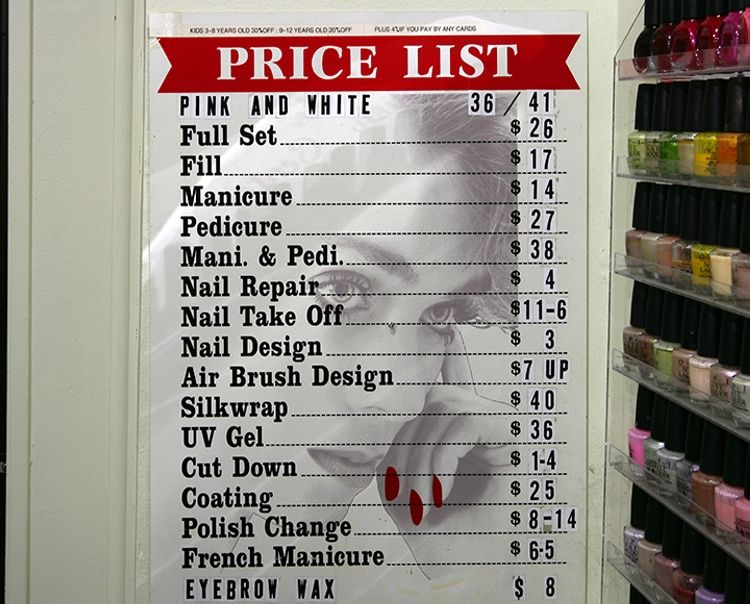 KIDS 3-8 YEARS OLD 30%OFF : 9-12 YEARS 20%OFF PLUS 4%IF YOU PAY BY ANY CARDS
PRICE LIST
PINK AND WHITE 36 / 41
Full Set $ 26
Fill $ 17
Manicure $ 14
Pedicure $ 27
Mani. & Pedi. $ 38
Nail Repair $ 4
Nail Take Off $11-6
Nail Design $ 3
Air Brush Design $7 UP
Silkwrap $ 40
UV Gel $ 36
Cut Down $ 1-4
Coating $ 25
Polish Change $ 8-14
French Manicure $ 6-5
EYEBROW WAX $ 8